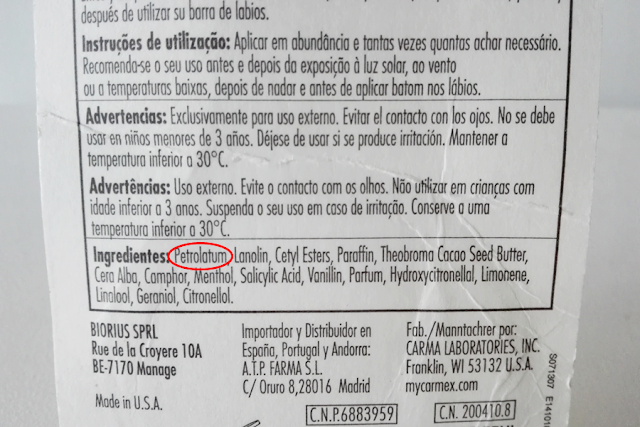 después de utilizar su barra de labios.
Instruções de utilização: Aplicar em abundância e tantas vezes quantas achar necessário.
Recomenda-se o seu uso antes e depois da exposição à luz solar, ao vento
ou a temperaturas baixas, depois de nadar e antes de aplicar batom nos lábios.
Advertencias: Exclusivamente para uso externo. Evitar el contacto con los ojos. No se debe
usar en niños menores de 3 años. Déjese de usar si se produce irritación. Mantener a
temperatura inferior a 30°C.
Advertências: Uso externo. Evite o contacto com os olhos. Não utilizar em crianças com
idade inferior a 3 anos. Suspenda o seu uso em caso de irritação. Conserve a uma
temperatura inferior a 30°C.
Ingredientes: Petrolatum, Lanolin, Cetyl Esters, Paraffin, Theobroma Cacao Seed Butter,
Cera Alba, Camphor, Menthol, Salicylic Acid, Vanillin, Parfum, Hydroxycitronellal, Limonene,
Linalool, Geraniol, Citronellol.
BIORIUS SPRL
Rue de la Croyere 10A
BE-7170 Manage
Made in U.S.A.
Importador y Distribuidor en
España, Portugal y Andorra:
A.T.P. FARMA S.L.
C/ Oruro 8,28016 Madrid
C.N.P.6883959
Fab./Manntachrer por:
CARMA LABORATORIES, INC.
Franklin, WI 53132 U.S.A.
mycarmex.com
C.N. 200410.8
S071307